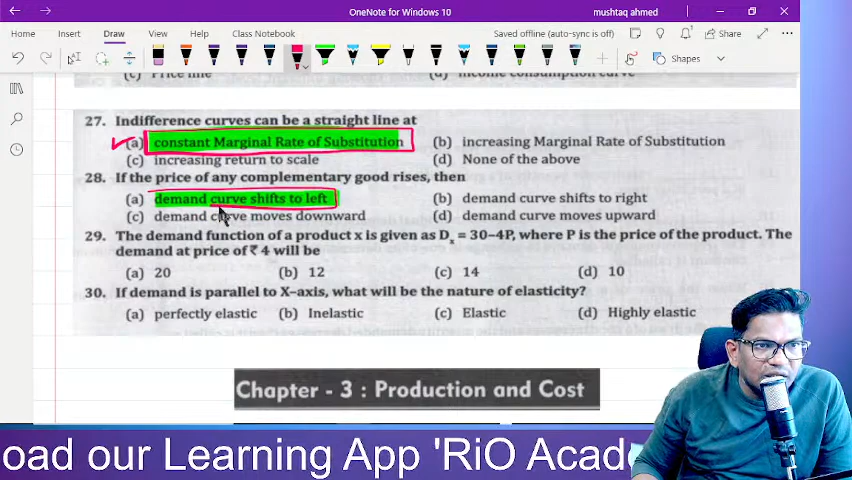 OneNote for Windows 10
mushtaq ahmed
Home Insert Draw View Class Notebook
Saved offline (auto-sync is off)
Share
Shapes
(c) Price line (d) income consumption curve
27. Indifference curves can be a straight line at
(a) constant Marginal Rate of Substitution (b) increasing Marginal Rate of Substitution
(c) increasing return to scale (d) None of the above
28. If the price of any complementary good rises, then
(a) demand curve shifts to left (b) demand curve shifts to right
(c) demand curve moves downward (d) demand curve moves upward
29. The demand function of a product x is given as Dₓ = 30-4P, where P is the price of the product. The
demand at price of ₹ 4 will be
(a) 20 (b) 12 (c) 14 (d) 10
30. If demand is parallel to X-axis, what will be the nature of elasticity?
(a) perfectly elastic (b) Inelastic (c) Elastic (d) Highly elastic
Chapter - 3 : Production and Cost
oad our Learning App 'RiO Acade